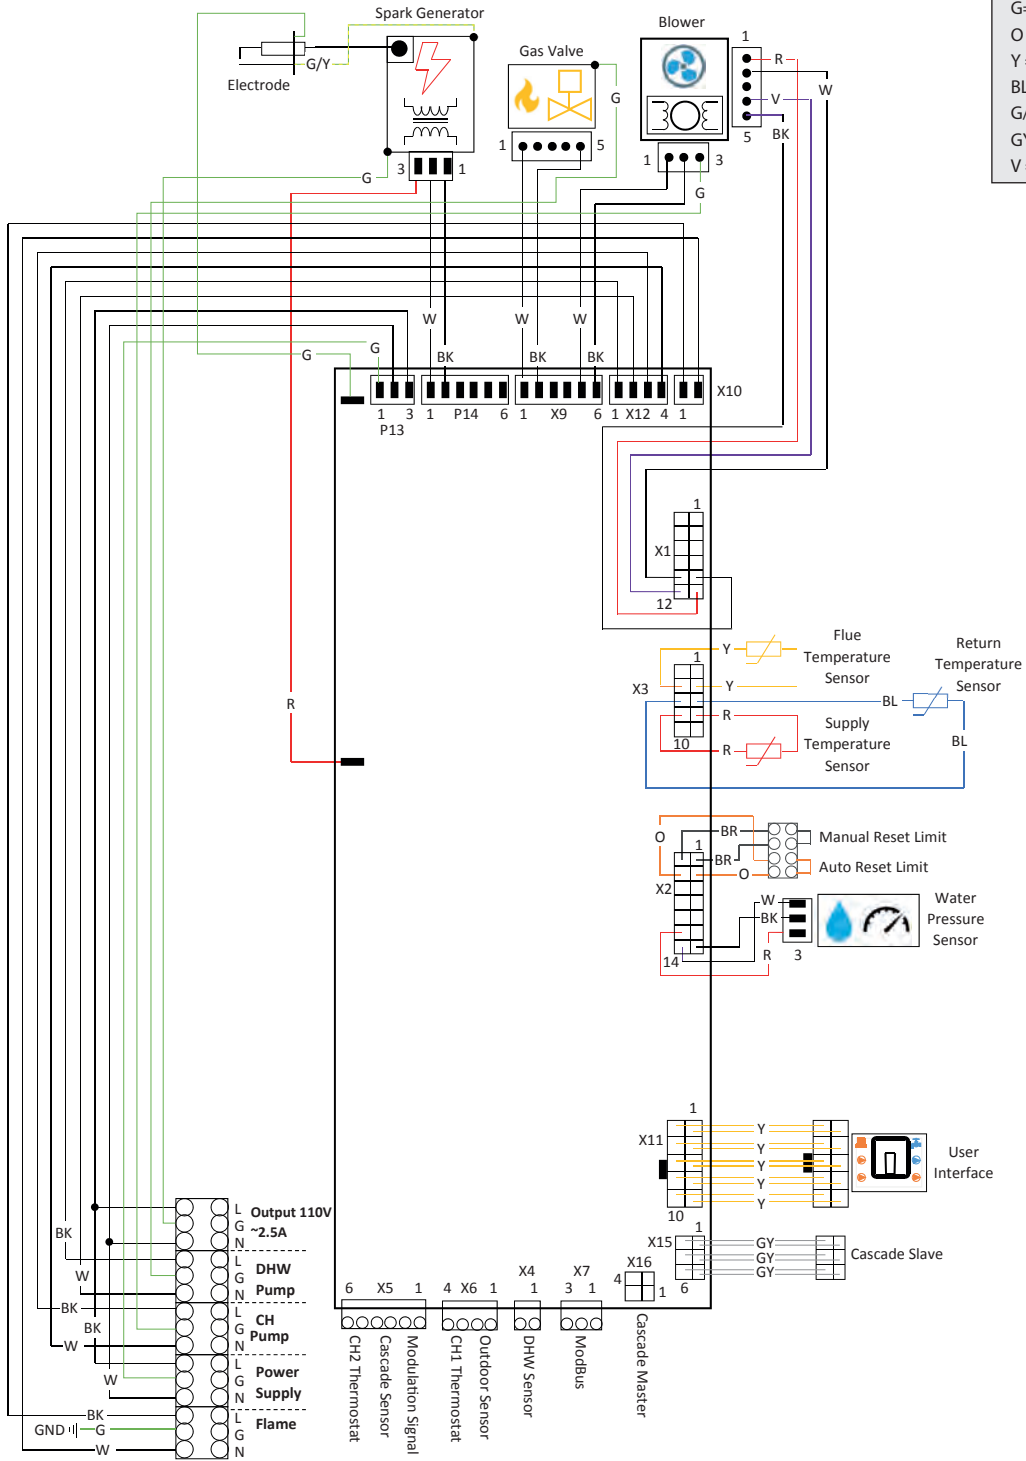 Spark Generator
Electrode
G/Y
Gas Valve
Blower
G=
O
Y =
BL
G/
GY
V =
1
R
W
V
BK
5
G
1
5
1
3
3
1
G
G
R
W
BK
W
BK
W
BK
G
G
1
3
P13
1
P14
6
1
X9
6
1
X12
4
1
X10
1
X1
12
Flue
Temperature
Sensor
Return
Temperature
Sensor
Y
1
X3
Y
BL
R
R
10
Supply
Temperature
Sensor
BL
O
BR
1
BR
X2
O
Manual Reset Limit
Auto Reset Limit
W
BK
R
3
14
Water
Pressure
Sensor
1
X11
Y
Y
Y
Y
Y
10
User
Interface
1
X15
6
GY
GY
GY
Cascade Slave
X16
4
1
Cascade Master
6
X5
1
CH2 Thermostat
Cascade Sensor
Modulation Signal
4
X6
1
CH1 Thermostat
Outdoor Sensor
X4
1
DHW Sensor
X7
3
1
ModBus
L
G
N
Output 110V
~2.5A
BK
W
L
G
N
DHW
Pump
BK
BK
W
L
G
N
CH
Pump
W
L
G
N
Power
Supply
BK
GND
G
W
L
G
N
Flame